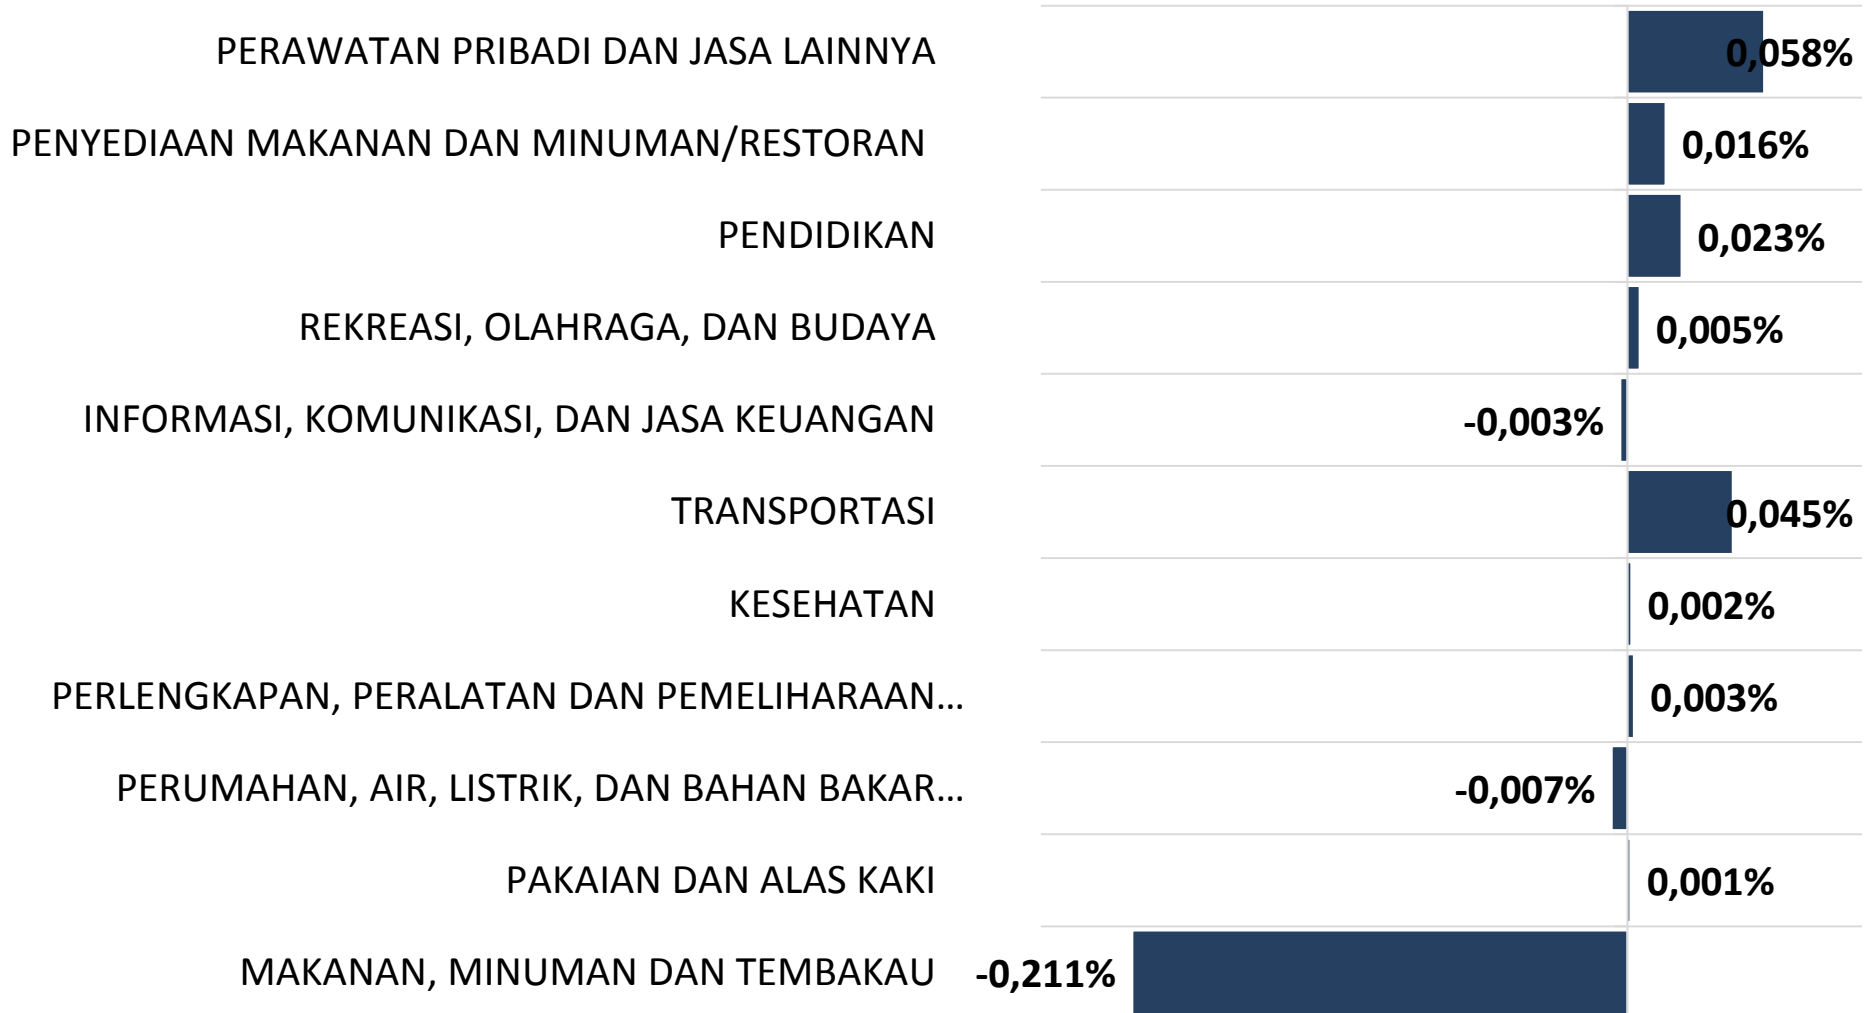 PERAWATAN PRIBADI DAN JASA LAINNYA 0,058%
PENYEDIAAN MAKANAN DAN MINUMAN/RESTORAN 0,016%
PENDIDIKAN 0,023%
REKREASI, OLAHRAGA, DAN BUDAYA 0,005%
INFORMASI, KOMUNIKASI, DAN JASA KEUANGAN -0,003%
TRANSPORTASI 0,045%
KESEHATAN 0,002%
PERLENGKAPAN, PERALATAN DAN PEMELIHARAAN... 0,003%
PERUMAHAN, AIR, LISTRIK, DAN BAHAN BAKAR... -0,007%
PAKAIAN DAN ALAS KAKI 0,001%
MAKANAN, MINUMAN DAN TEMBAKAU -0,211%